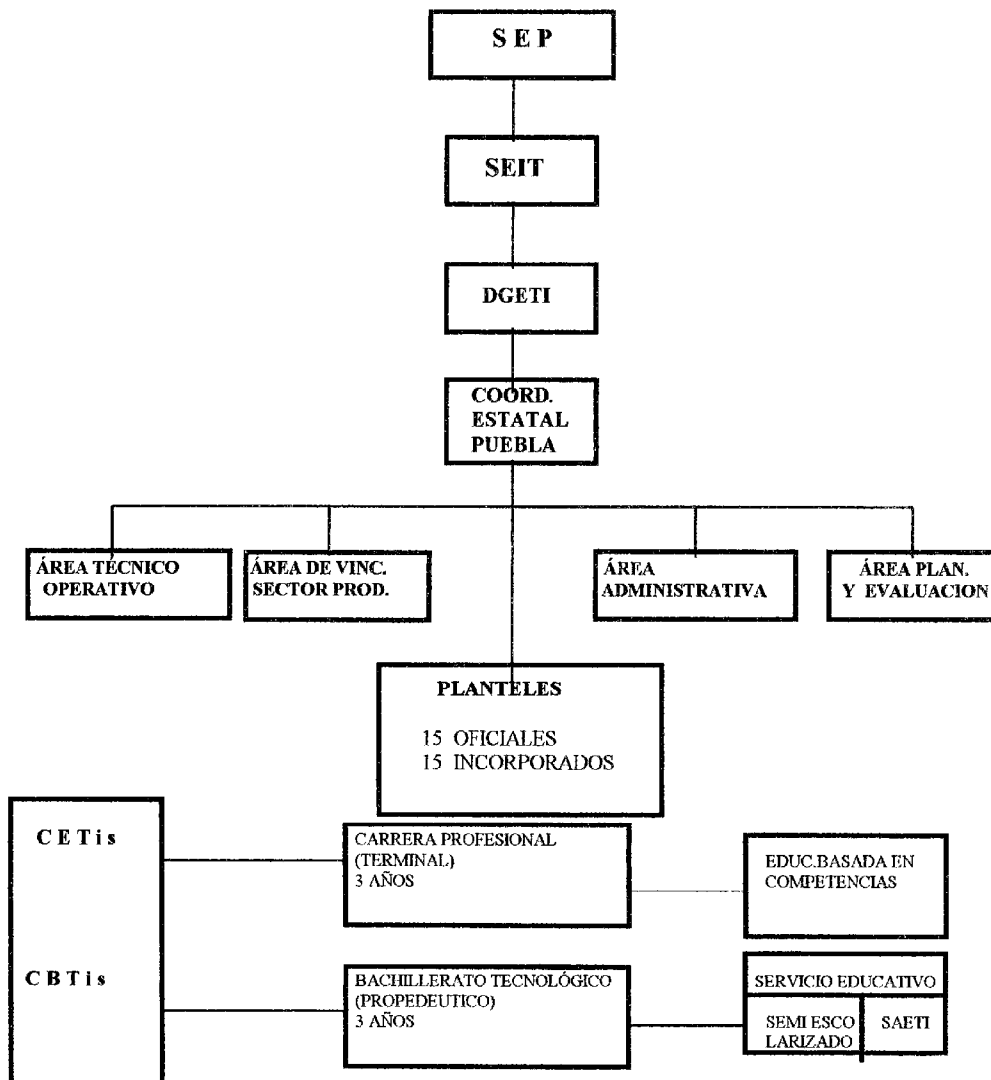 S E P
SEIT
DGETI
COORD.
ESTATAL
PUEBLA
ÁREA TÉCNICO
OPERATIVO
ÁREA DE VINC.
SECTOR PROD.
ÁREA
ADMINISTRATIVA
ÁREA PLAN.
Y EVALUACION
PLANTELES
15 OFICIALES
15 INCORPORADOS
C E T i s
CARRERA PROFESIONAL
(TERMINAL)
3 AÑOS
EDUC.BASADA EN
COMPETENCIAS
C B T i s
BACHILLERATO TECNOLÓGICO
(PROPEDEUTICO)
3 AÑOS
SERVICIO EDUCATIVO
SEMI ESCO
LARIZADO
SAETI